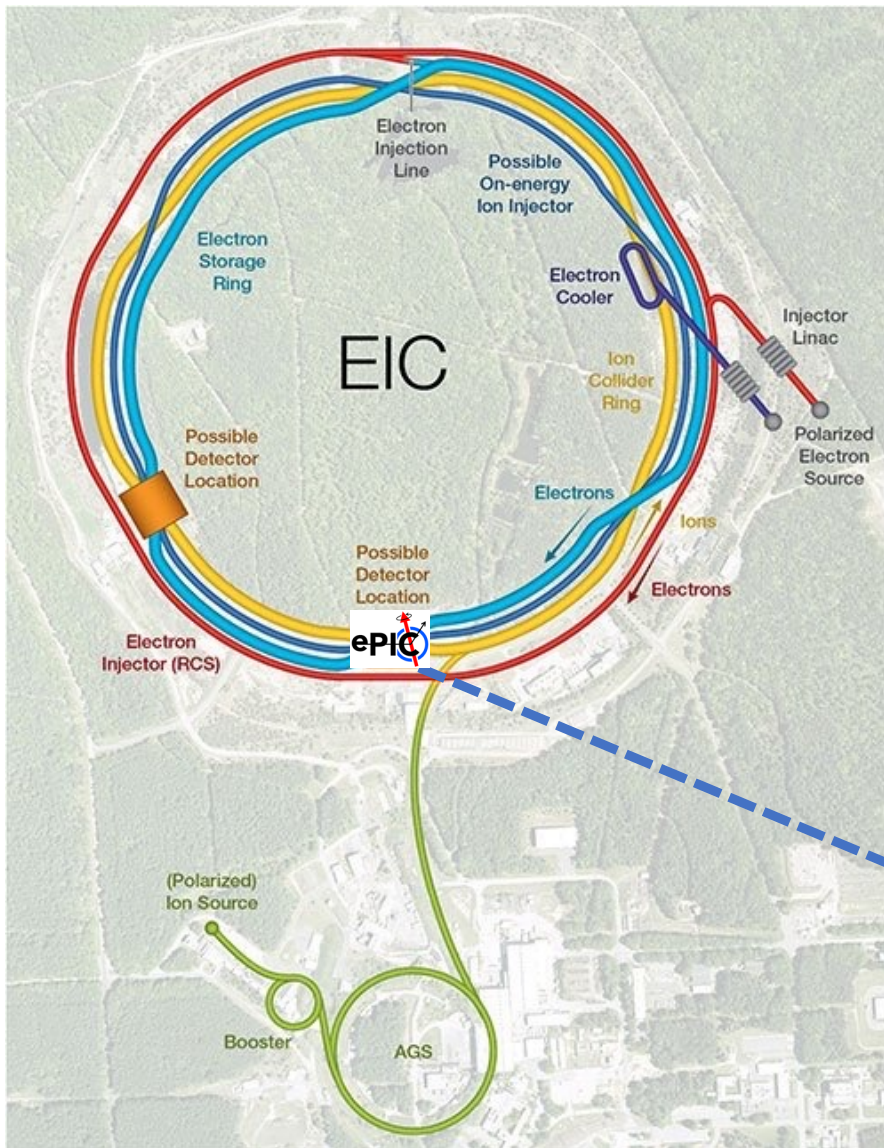 Electron
Injection
Line
Possible
On-energy
Ion Injector
Electron
Storage
Ring
Electron
Cooler
Injector
Linac
EIC
Ion
Collider
Ring
Polarized
Electron
Source
Possible
Detector
Location
Electrons
Ions
Possible
Detector
Location
Electrons
ePIC
Electron
Injector (RCS)
(Polarized)
Ion Source
Booster
AGS